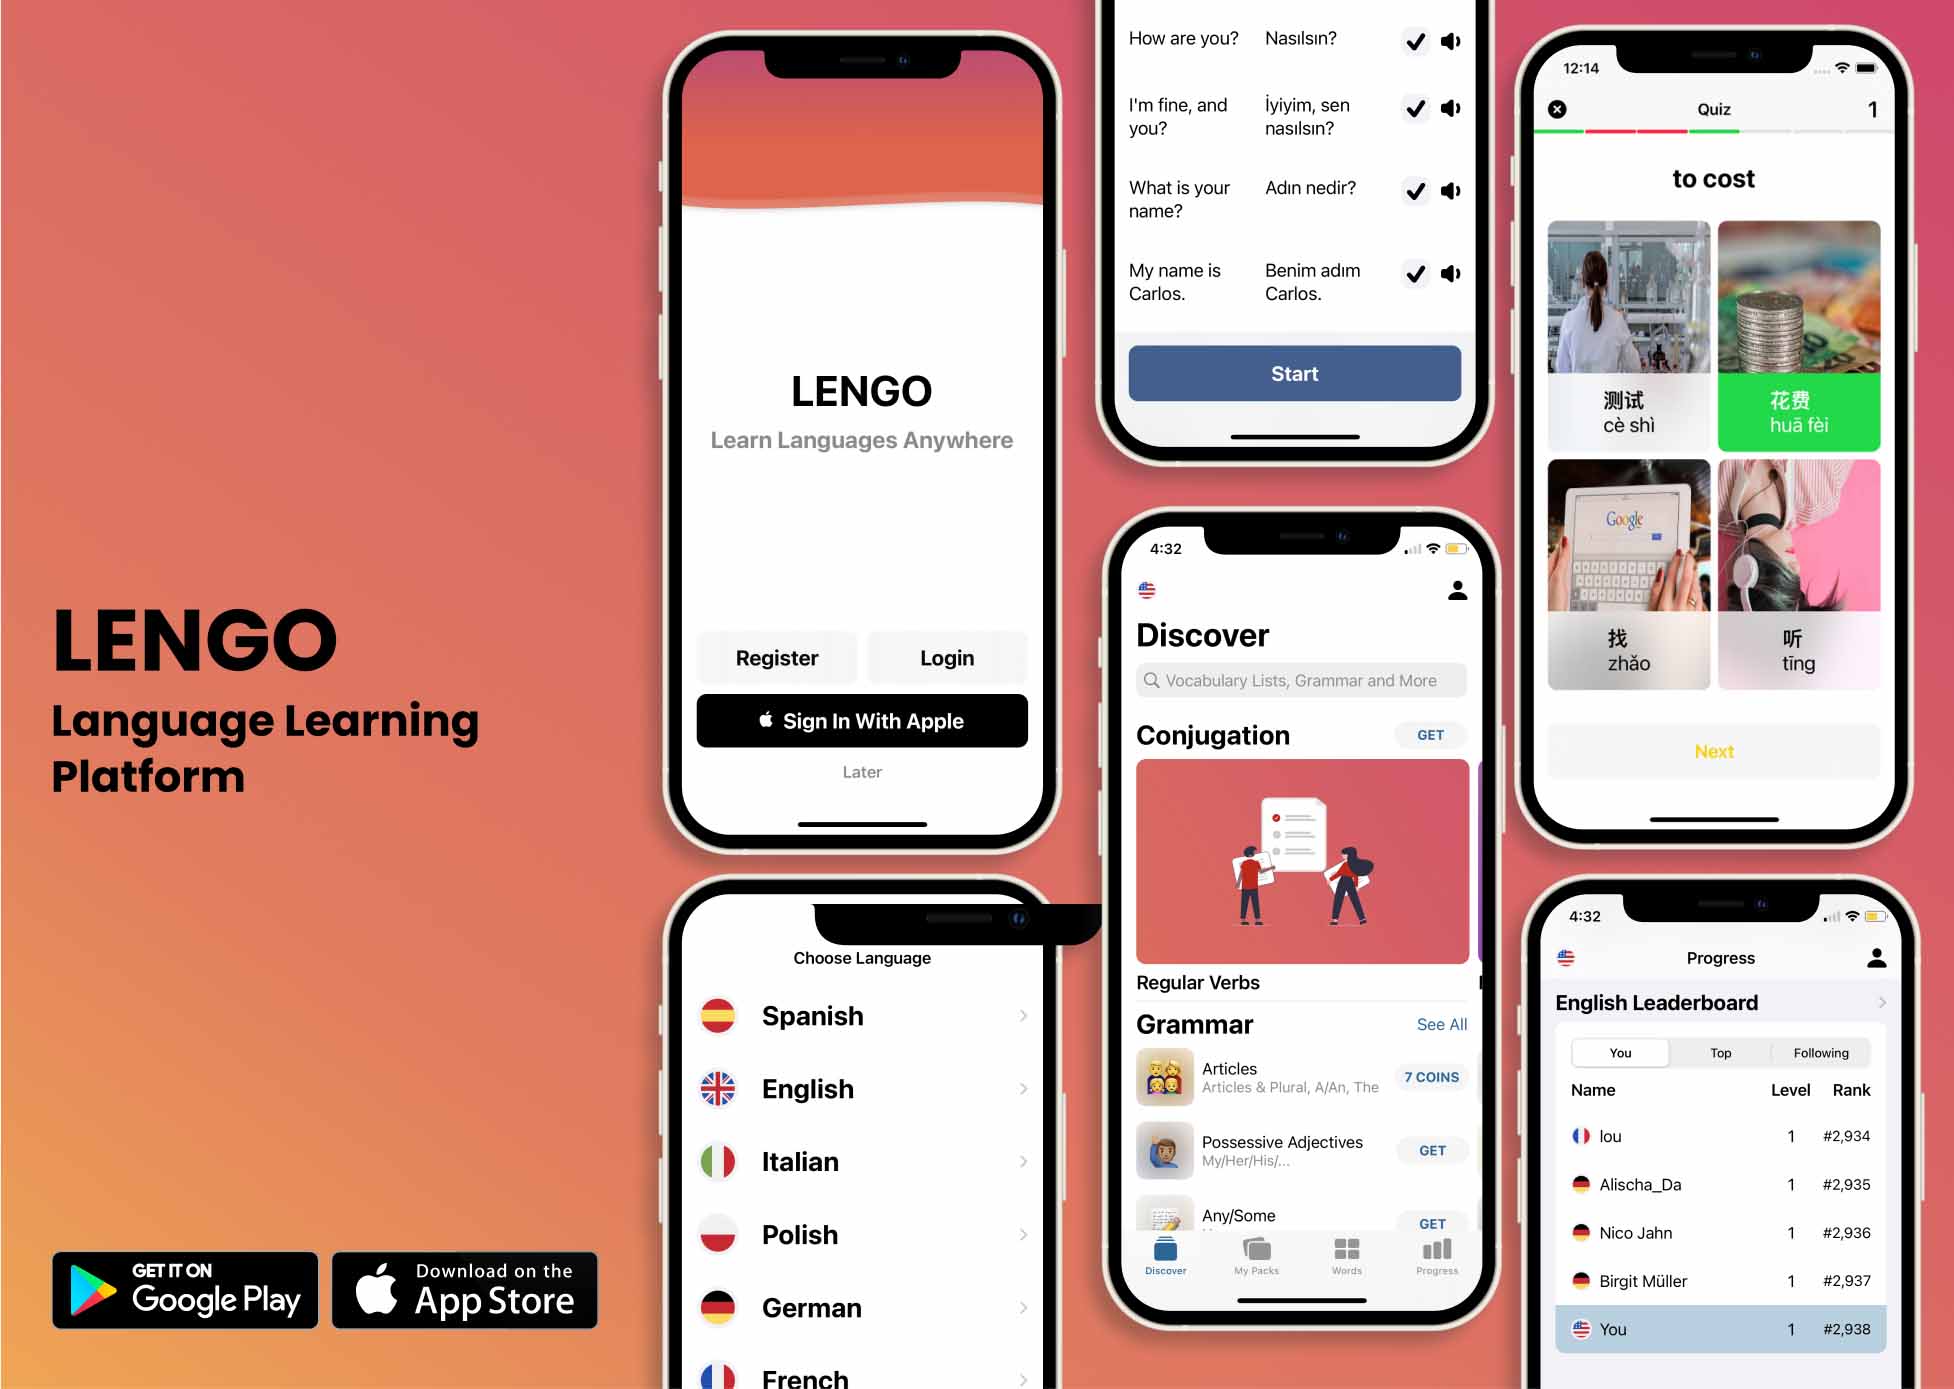 LENGO
Language Learning
Platform
GET IT ON
Google Play
Download on the
App Store
LENGO
Learn Languages Anywhere
Register
Login
Sign In With Apple
Later
Choose Language
Spanish
English
Italian
Polish
German
French
How are you?
Nasılsın?
I'm fine, and
you?
İyiyim, sen
nasılsın?
What is your
name?
Adın nedir?
My name is
Carlos.
Benim adım
Carlos.
Start
4:32
Discover
Vocabulary Lists, Grammar and More
Conjugation
GET
Regular Verbs
Grammar
See All
Articles
Articles & Plural, A/An, The
7 COINS
Possessive Adjectives
My/Her/His/...
GET
Any/Some
GET
Discover
My Packs
Words
Progress
12:14
Quiz
1
to cost
测试
cè shì
花费
huā fèi
Google
找
zhǎo
听
tīng
Next
4:32
Progress
English Leaderboard
You
Top
Following
Name Level Rank
lou 1 #2,934
Alischa_Da 1 #2,935
Nico Jahn 1 #2,936
Birgit Müller 1 #2,937
You 1 #2,938